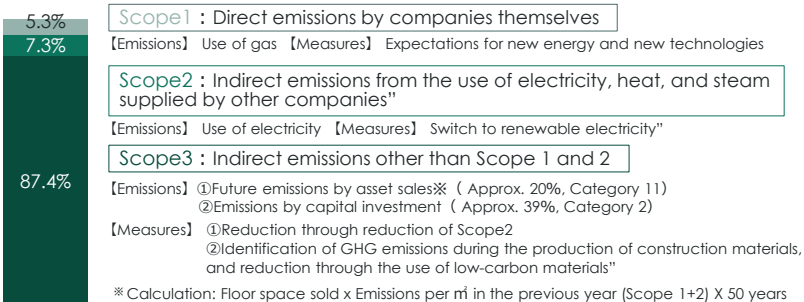 5.3%
Scope1：Direct emissions by companies themselves
7.3%
【Emissions】 Use of gas 【Measures】 Expectations for new energy and new technologies
Scope2：Indirect emissions from the use of electricity, heat, and steam
supplied by other companies”
【Emissions】 Use of electricity 【Measures】 Switch to renewable electricity”
Scope3：Indirect emissions other than Scope 1 and 2
87.4%
【Emissions】 ①Future emissions by asset sales※（ Approx. 20%, Category 11）
②Emissions by capital investment（ Approx. 39%, Category 2）
【Measures】 ①Reduction through reduction of Scope2
②Identification of GHG emissions during the production of construction materials,
and reduction through the use of low-carbon materials”
※Calculation: Floor space sold x Emissions per ㎡ in the previous year (Scope 1+2) X 50 years